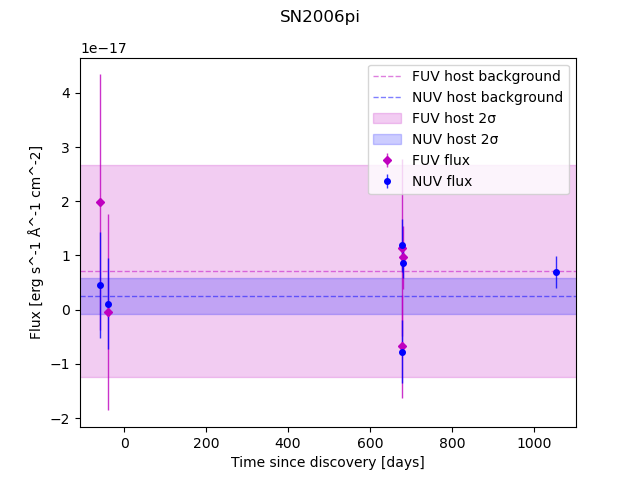 SN2006pi
1e−17
4
3
2
1
0
−1
−2
Flux [erg s^-1 Å^-1 cm^-2]
FUV host background
NUV host background
FUV host 2σ
NUV host 2σ
FUV flux
NUV flux
0 200 400 600 800 1000
Time since discovery [days]